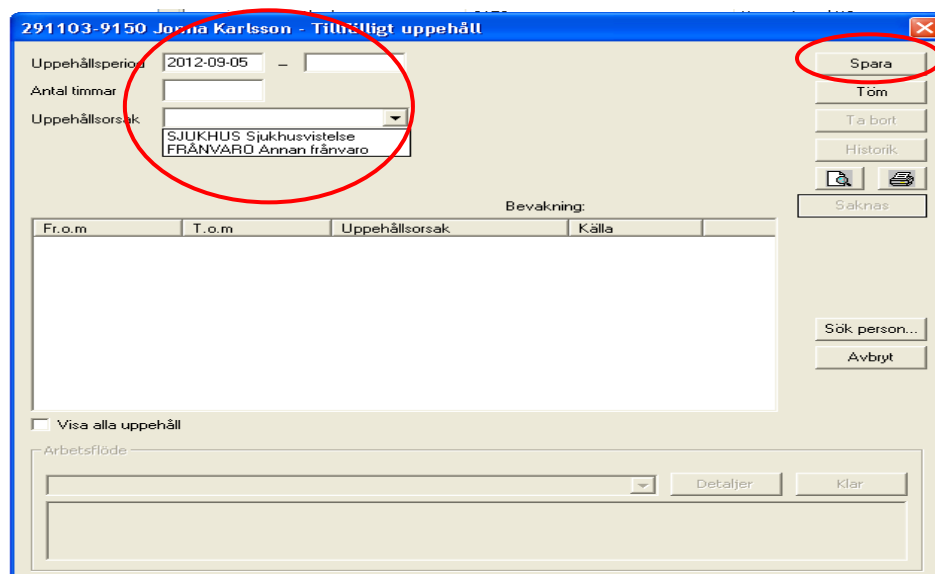 291103-9150 Jonna Karlsson - Tillfälligt uppehåll
Uppehållsperiod 2012-09-05 –
Spara
Antal timmar
Töm
Uppehållsorsak
Ta bort
SJUKHUS Sjukhusvistelse
FRÅNVARO Annan frånvaro
Historik
Bevakning:
Saknas
Fr.o.m T.o.m Uppehållsorsak Källa
Sök person...
Avbryt
Visa alla uppehåll
Arbetsflöde
Detaljer Klar